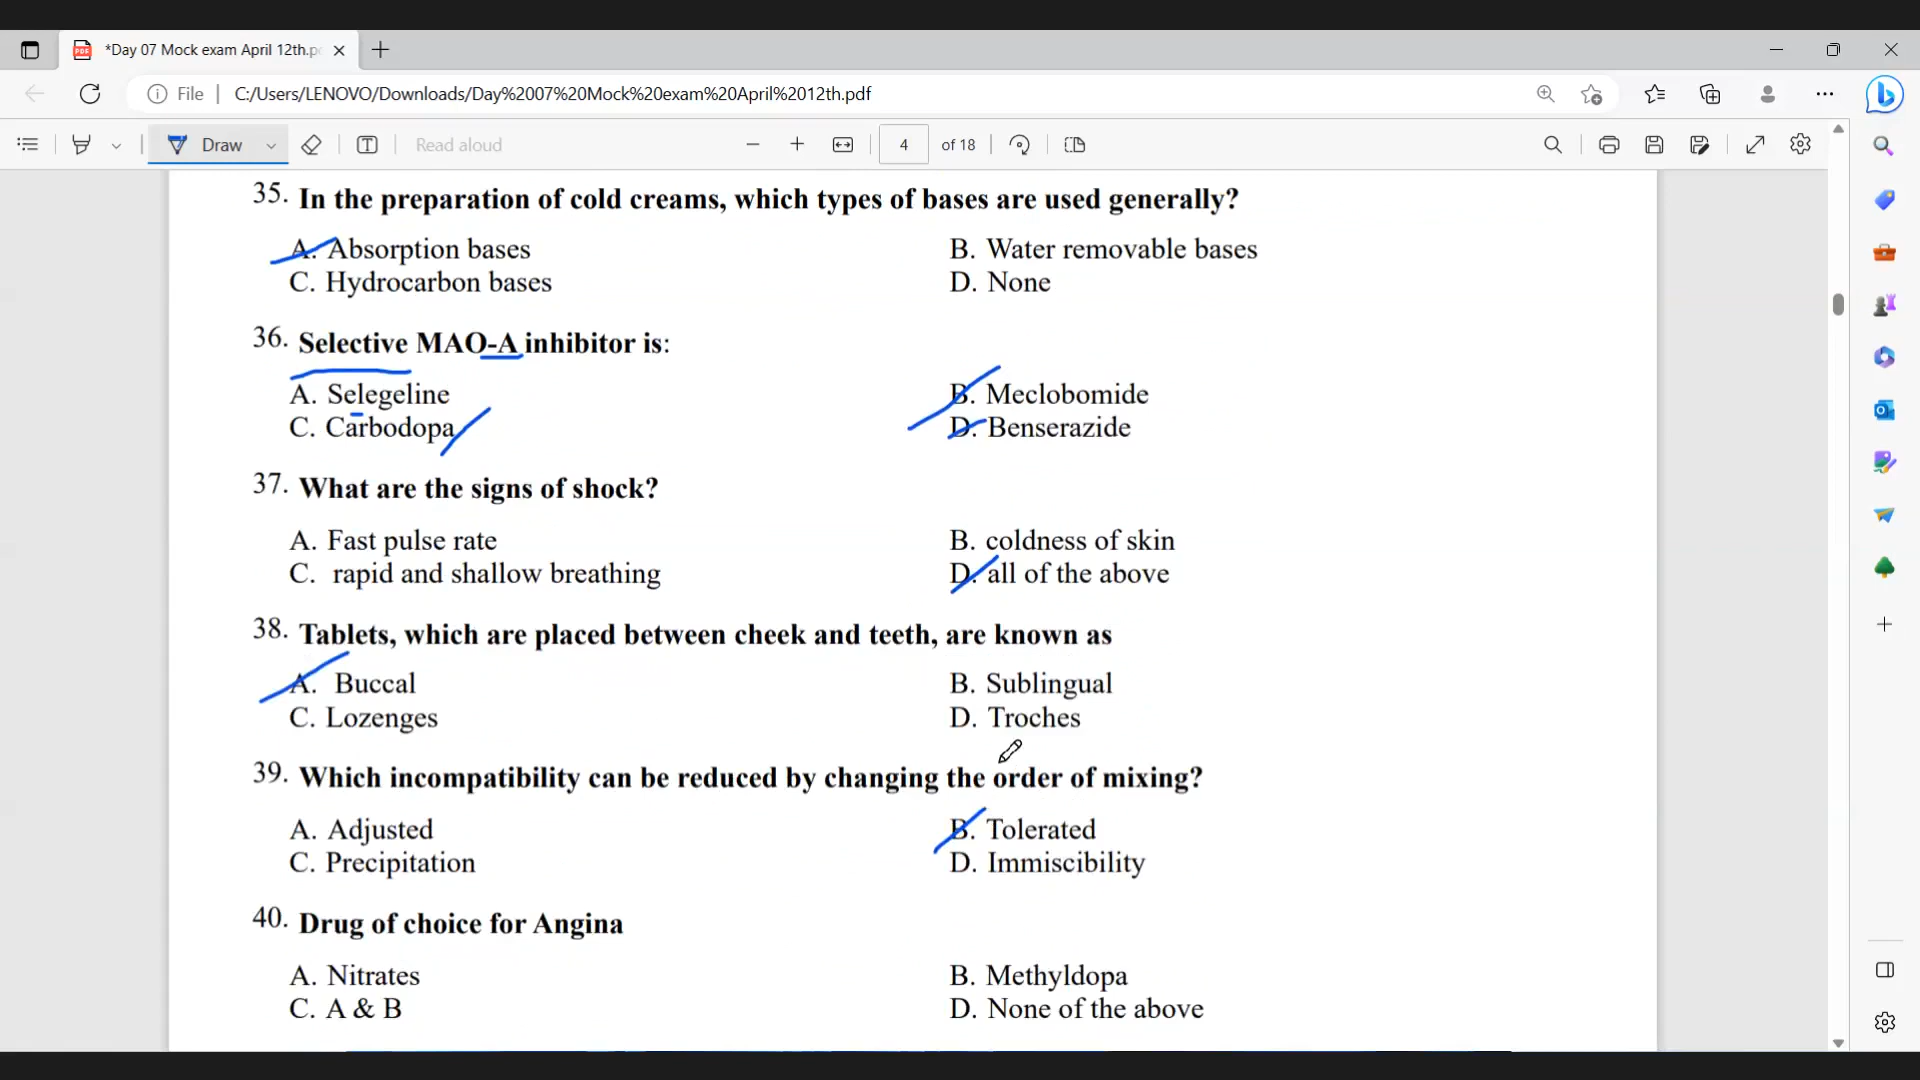 *Day 07 Mock exam April 12th.p
File
C:/Users/LENOVO/Downloads/Day%2007%20Mock%20exam%20April%2012th.pdf
Draw
Read aloud
4 of 18
35. In the preparation of cold creams, which types of bases are used generally?
A. Absorption bases B. Water removable bases
C. Hydrocarbon bases D. None
36. Selective MAO-A inhibitor is:
A. Selegeline B. Meclobomide
C. Carbodopa D. Benserazide
37. What are the signs of shock?
A. Fast pulse rate B. coldness of skin
C. rapid and shallow breathing D. all of the above
38. Tablets, which are placed between cheek and teeth, are known as
A. Buccal B. Sublingual
C. Lozenges D. Troches
39. Which incompatibility can be reduced by changing the order of mixing?
A. Adjusted B. Tolerated
C. Precipitation D. Immiscibility
40. Drug of choice for Angina
A. Nitrates B. Methyldopa
C. A & B D. None of the above